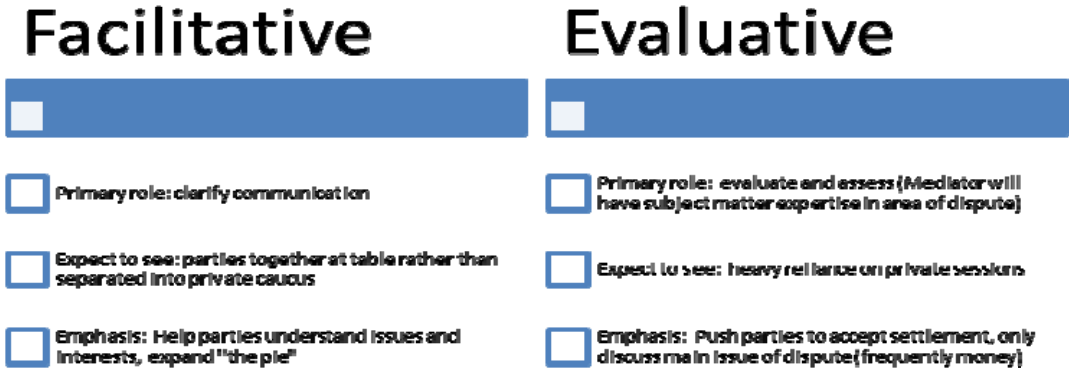 Facilitative
Primary role: clarify communication
Expect to see: parties together at table rather than
separated into private caucus
Emphasis: Help parties understand issues and
interests, expand "the pie"
Evaluative
Primary role: evaluate and assess (Mediator will
have subject matter expertise in area of dispute)
Expect to see: heavy reliance on private sessions
Emphasis: Push parties to accept settlement, only
discuss main issue of dispute (frequently money)